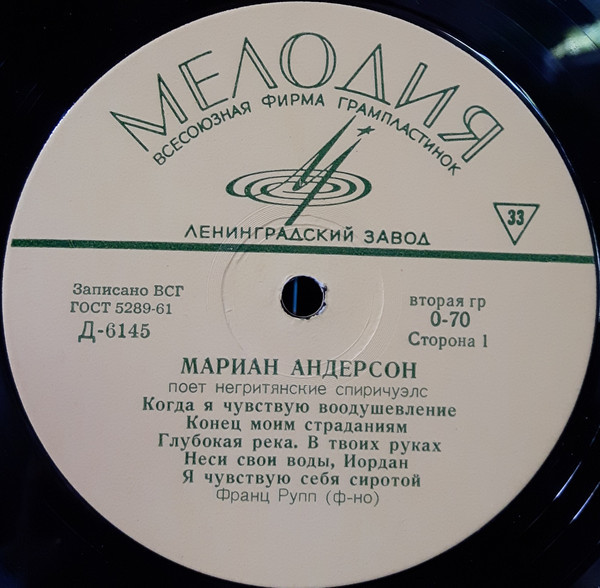 МЕЛОДИЯ
ВСЕСОЮЗНАЯ ФИРМА ГРАМПЛАСТИНОК
ЛЕНИНГРАДСКИЙ ЗАВОД
33
Записано ВСГ
ГОСТ 5289-61
Д-6145
вторая гр
0-70
Сторона 1
МАРИАН АНДЕРСОН
поет негритянские спиричуэлс
Когда я чувствую воодушевление
Конец моим страданиям
Глубокая река. В твоих руках
Неси свои воды, Иордан
Я чувствую себя сиротой
Франц Рупп (ф-но)